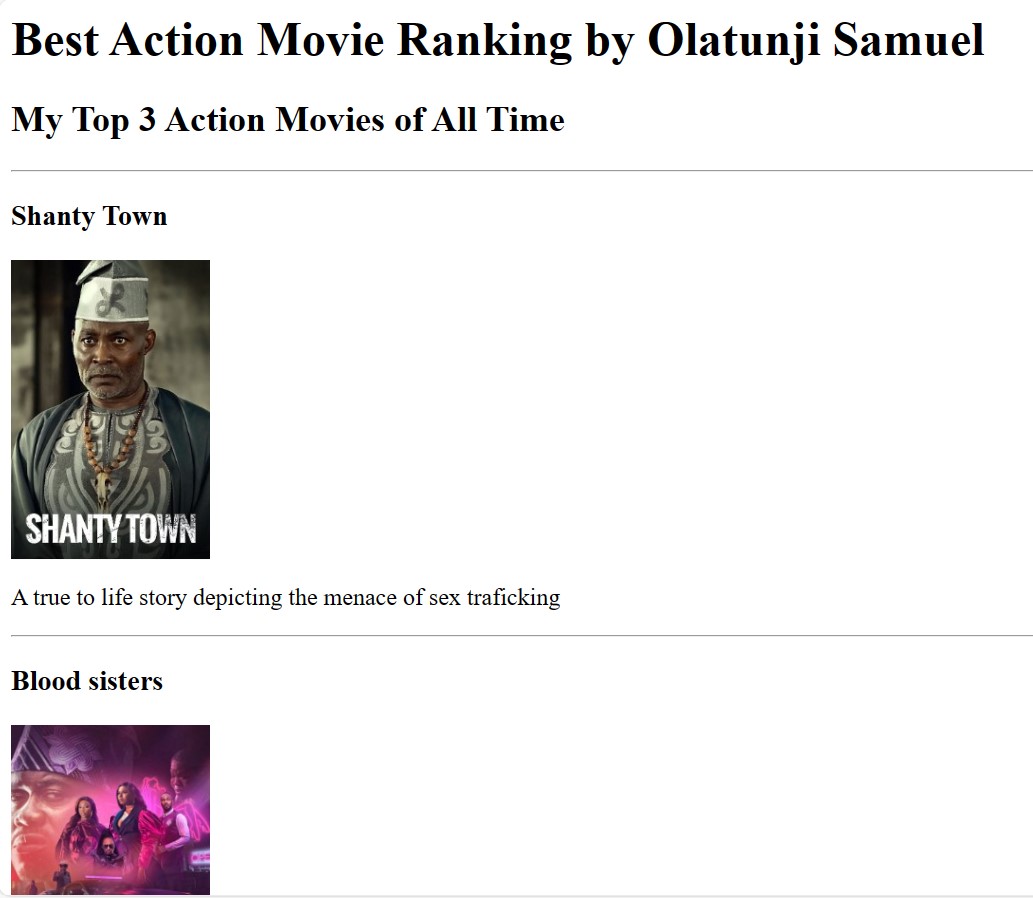 Best Action Movie Ranking by Olatunji Samuel
My Top 3 Action Movies of All Time
Shanty Town
SHANTY TOWN
A true to life story depicting the menace of sex traficking
Blood sisters